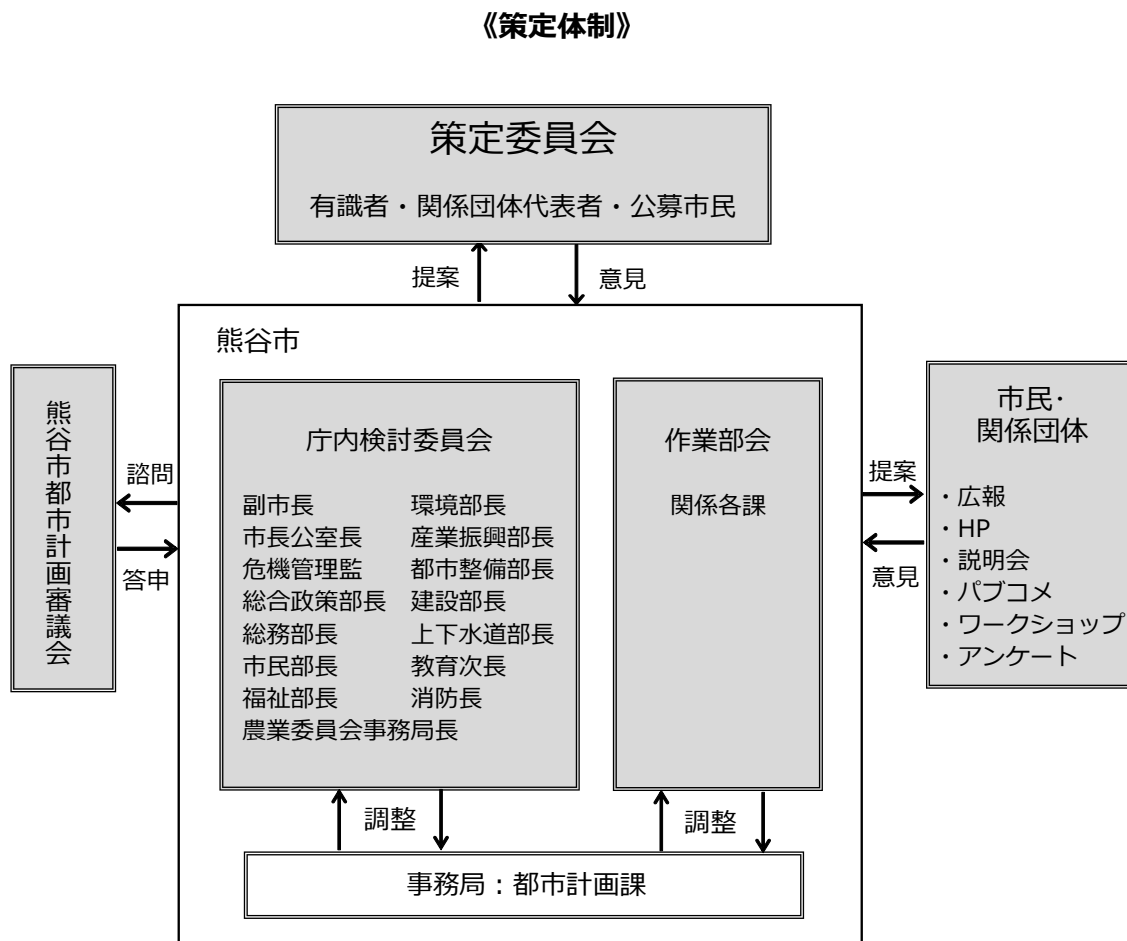 《策定体制》
策定委員会
有識者・関係団体代表者・公募市民
提案
意見
熊谷市
熊谷市都市計画審議会
諮問
答申
庁内検討委員会
副市長 環境部長
市長公室長 産業振興部長
危機管理監 都市整備部長
総合政策部長 建設部長
総務部長 上下水道部長
市民部長 教育次長
福祉部長 消防長
農業委員会事務局長
作業部会
関係各課
提案
意見
市民・
関係団体
・広報
・HP
・説明会
・パブコメ
・ワークショップ
・アンケート
調整
調整
事務局：都市計画課